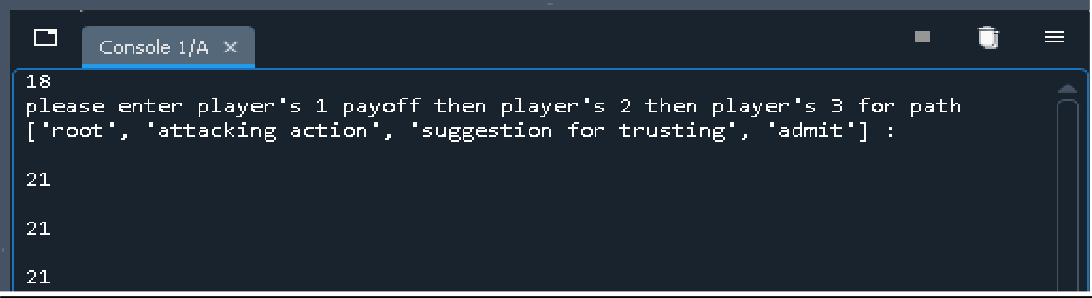 Console 1/A
18
please enter player's 1 payoff then player's 2 then player's 3 for path
['root', 'attacking action', 'suggestion for trusting', 'admit'] :
21
21
21